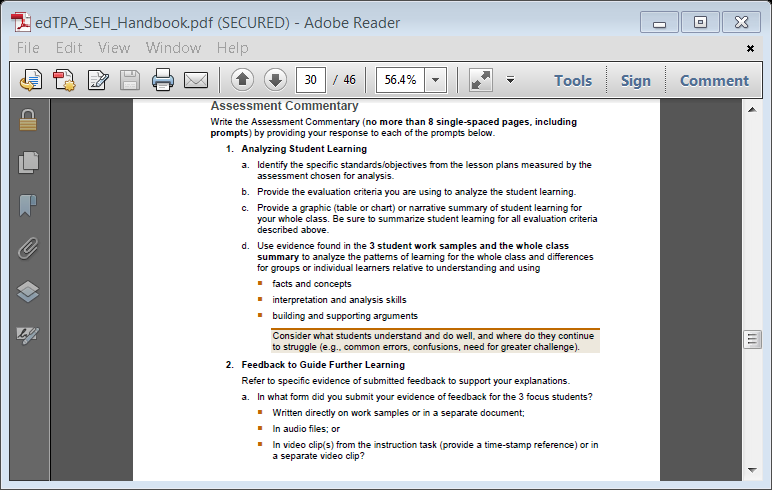 edTPA_SEH_Handbook.pdf (SECURED) - Adobe Reader
File Edit View Window Help
30 / 46 56.4% Tools Sign Comment
Assessment Commentary
Write the Assessment Commentary (no more than 8 single-spaced pages, including
prompts) by providing your response to each of the prompts below.
1. Analyzing Student Learning
a. Identify the specific standards/objectives from the lesson plans measured by the
assessment chosen for analysis.
b. Provide the evaluation criteria you are using to analyze the student learning.
c. Provide a graphic (table or chart) or narrative summary of student learning for
your whole class. Be sure to summarize student learning for all evaluation criteria
described above.
d. Use evidence found in the 3 student work samples and the whole class
summary to analyze the patterns of learning for the whole class and differences
for groups or individual learners relative to understanding and using
▪ facts and concepts
▪ interpretation and analysis skills
▪ building and supporting arguments
Consider what students understand and do well, and where do they continue
to struggle (e.g., common errors, confusions, need for greater challenge).
2. Feedback to Guide Further Learning
Refer to specific evidence of submitted feedback to support your explanations.
a. In what form did you submit your evidence of feedback for the 3 focus students?
▪ Written directly on work samples or in a separate document;
▪ In audio files; or
▪ In video clip(s) from the instruction task (provide a time-stamp reference) or in
a separate video clip?